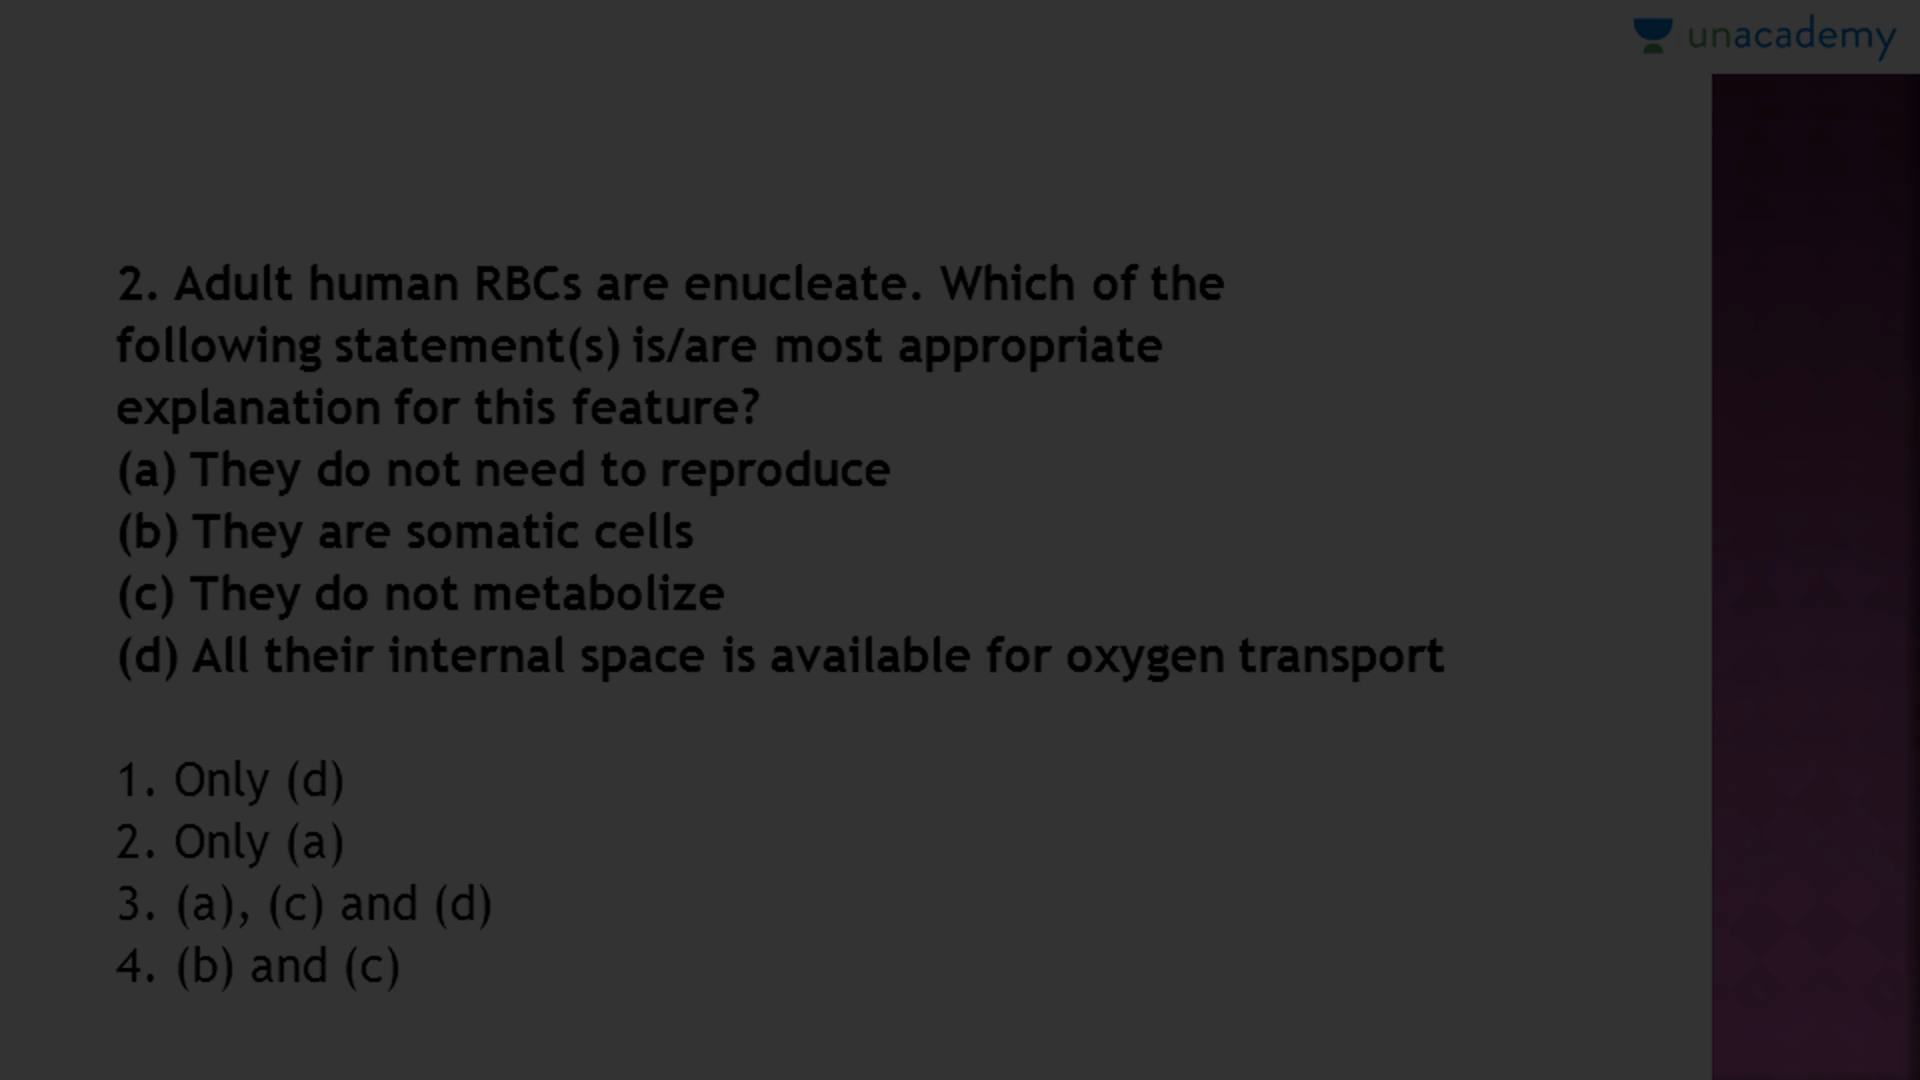 unacademy
2. Adult human RBCs are enucleate. Which of the
following statement(s) is/are most appropriate
explanation for this feature?
(a) They do not need to reproduce
(b) They are somatic cells
(c) They do not metabolize
(d) All their internal space is available for oxygen transport
1. Only (d)
2. Only (a)
3. (a), (c) and (d)
4. (b) and (c)